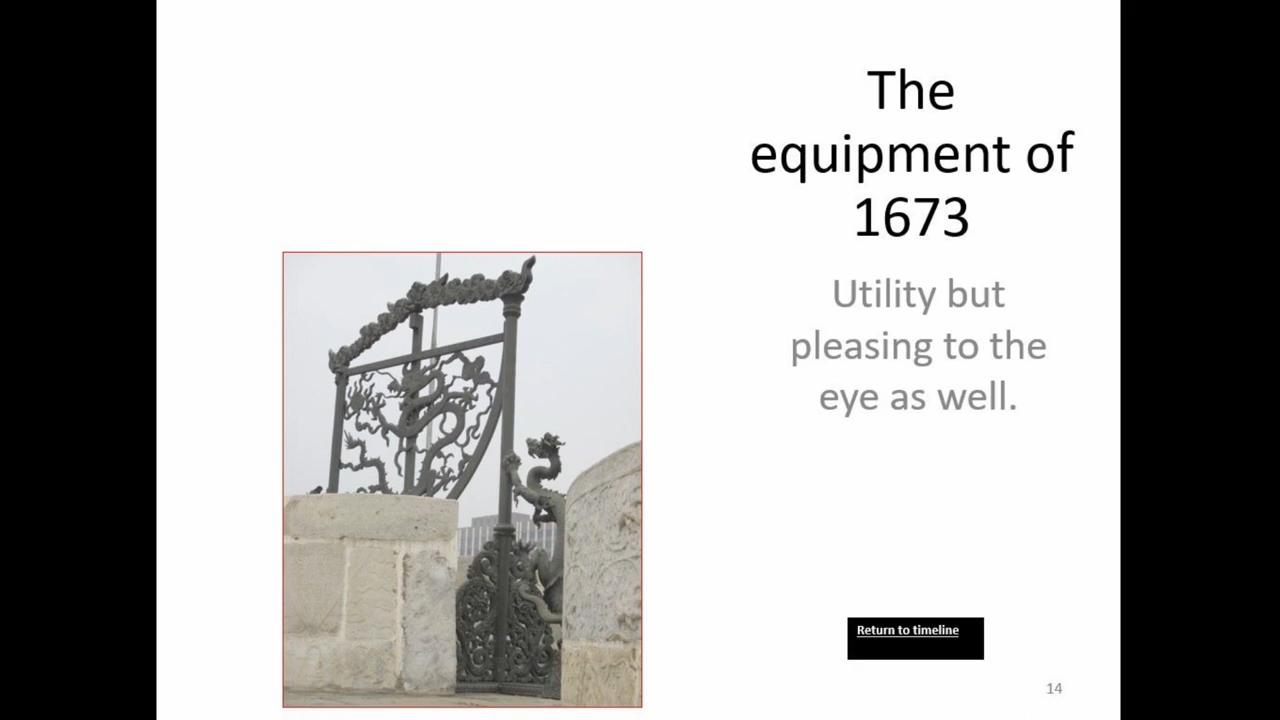 The
equipment of
1673
Utility but
pleasing to the
eye as well.
Return to timeline
14